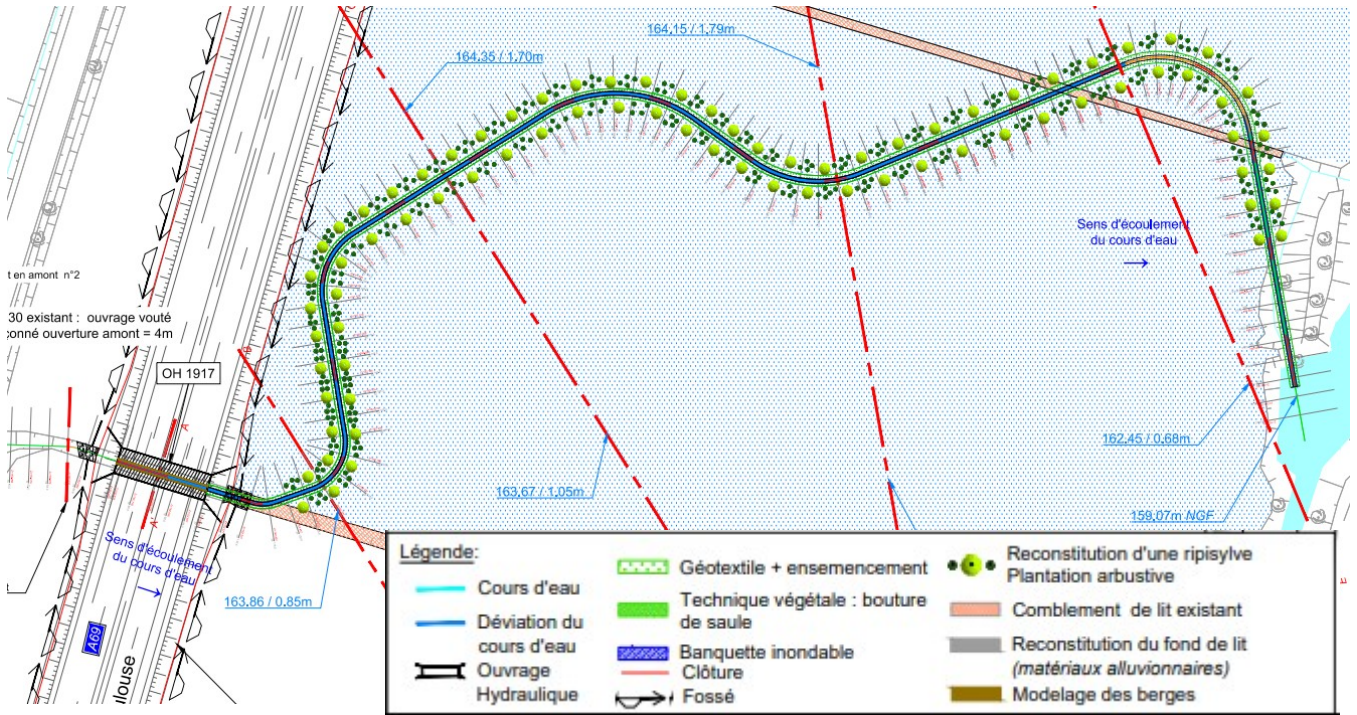 164.35 / 1.70m
164.15 / 1.79m
Sens d'écoulement
du cours d'eau
t en amont n°2
30 existant : ouvrage vouté
çonné ouverture amont = 4m
OH 1917
A
A'
162.45 / 0.68m
163.67 / 1.05m
159.07m NGF
Sens d'écoulement
du cours d'eau
163.86 / 0.85m
A69
ulouse
Légende:
Cours d'eau
Déviation du
cours d'eau
Ouvrage
Hydraulique
Géotextile + ensemencement
Technique végétale : bouture
de saule
Banquette inondable
Clôture
Fossé
Reconstitution d'une ripisylve
Plantation arbustive
Comblement de lit existant
Reconstitution du fond de lit
(matériaux alluvionnaires)
Modelage des berges